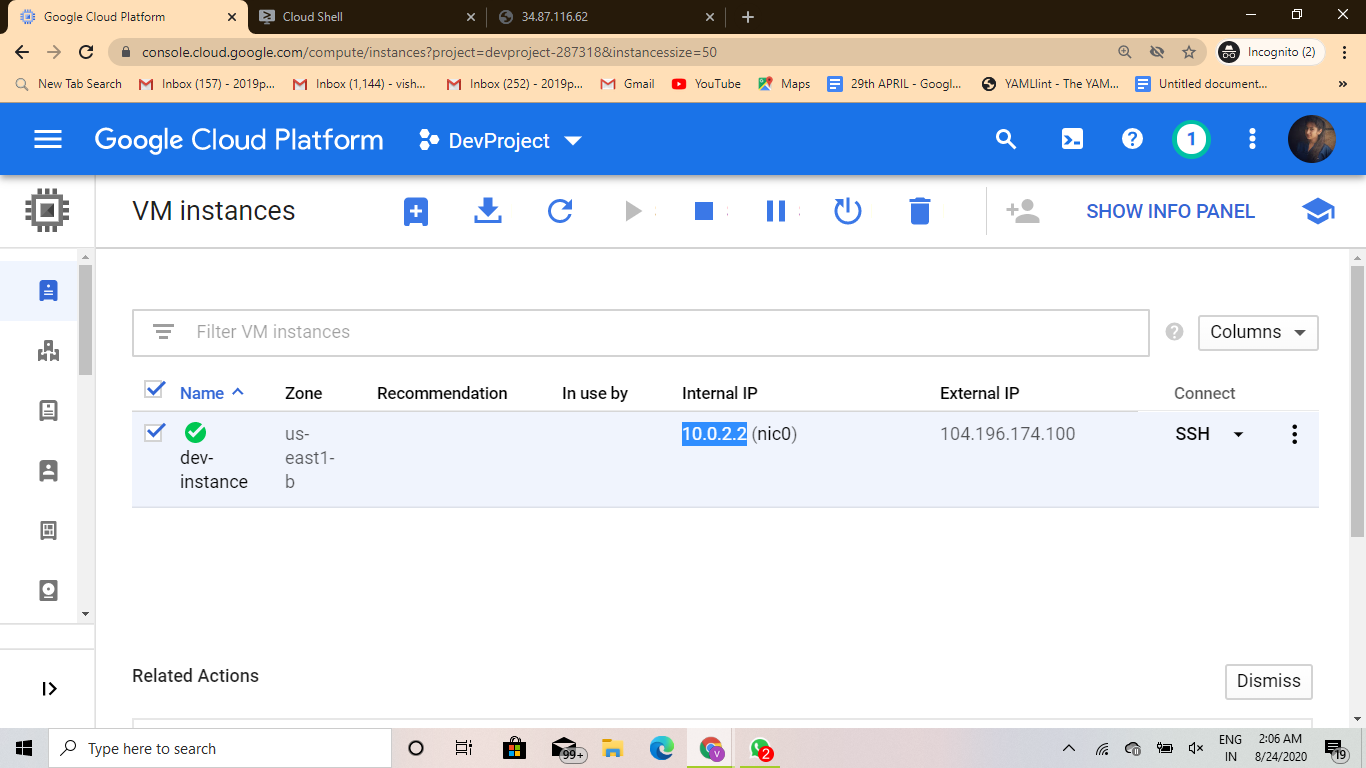 Google Cloud Platform
Cloud Shell
34.87.116.62
console.cloud.google.com/compute/instances?project=devproject-287318&instancessize=50
Incognito (2)
New Tab Search
Inbox (157) - 2019p...
Inbox (1,144) - vish...
Inbox (252) - 2019p...
Gmail
YouTube
Maps
29th APRIL - Googl...
YAMLlint - The YAM...
Untitled document...
»
Google Cloud Platform
DevProject
1
VM instances
SHOW INFO PANEL
Filter VM instances
Columns
Name
Zone
Recommendation
In use by
Internal IP
External IP
Connect
dev-
instance
us-
east1-
b
10.0.2.2 (nic0)
104.196.174.100
SSH
Related Actions
Dismiss
Type here to search
99+
V
2
ENG
IN
2:06 AM
8/24/2020
19